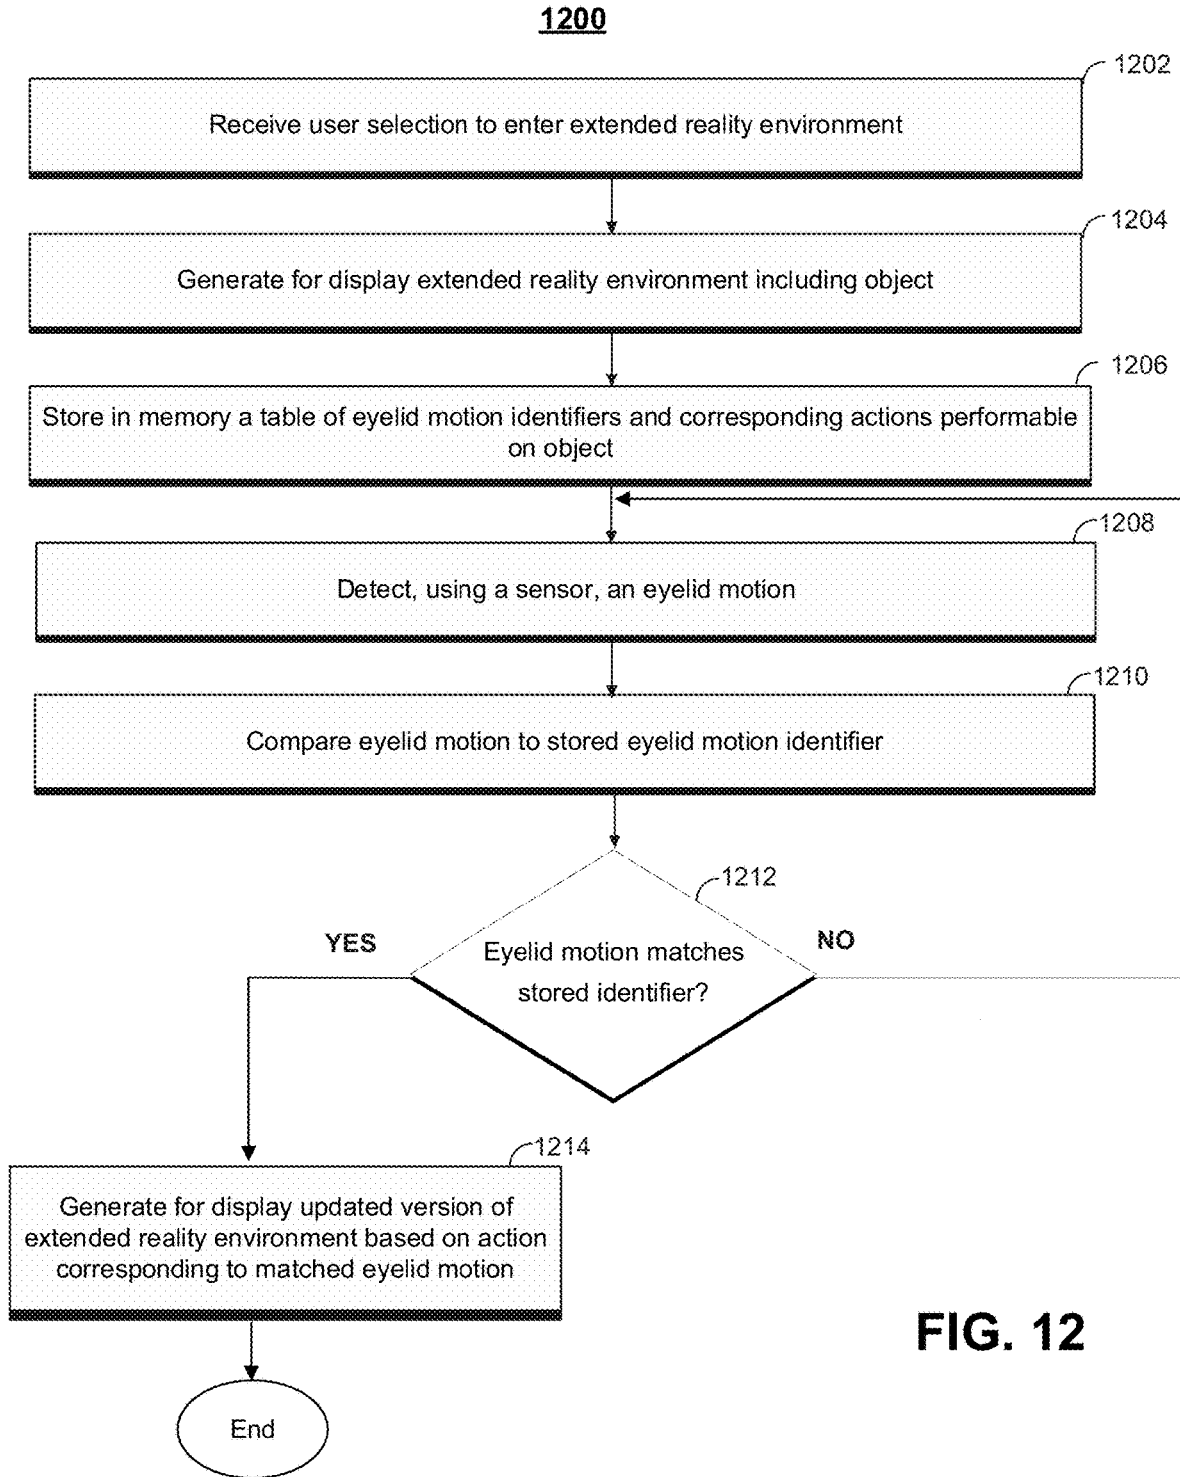 1200
1202
Receive user selection to enter extended reality environment
1204
Generate for display extended reality environment including object
1206
Store in memory a table of eyelid motion identifiers and corresponding actions performable
on object
1208
Detect, using a sensor, an eyelid motion
1210
Compare eyelid motion to stored eyelid motion identifier
1212
YES
NO
Eyelid motion matches
stored identifier?
1214
Generate for display updated version of
extended reality environment based on action
corresponding to matched eyelid motion
FIG. 12
End